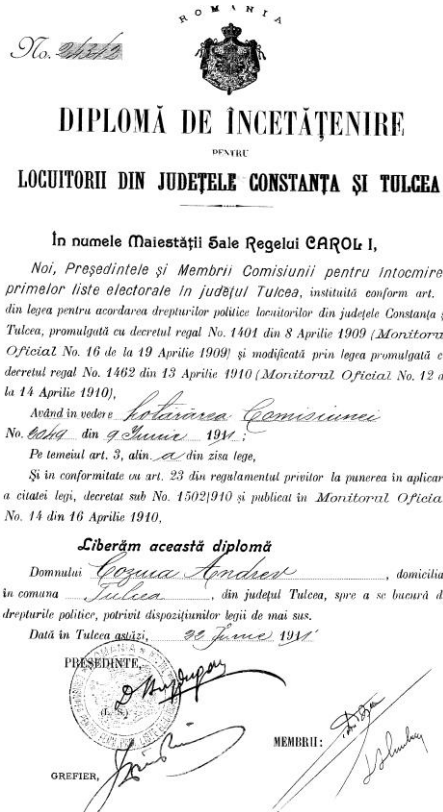 ROMANIA
No. 24342
DIPLOMĂ DE ÎNCETĂȚENIRE
PENTRU
LOCUITORII DIN JUDEȚELE CONSTANȚA ȘI TULCEA
În numele Maiestății Sale Regelui CAROL I,
Noi, Președintele și Membrii Comisiunii pentru Intocmire
primelor liste electorale în județul Tulcea, instituită conform art.
din legea pentru acordarea drepturilor politice locuitorilor din județele Constanța ș
Tulcea, promulgată cu decretul regal No. 1401 din 8 Aprilie 1909 (Monitoru
Oficial No. 16 de la 19 Aprilie 1909) și modificată prin legea promulgată c
decretul regal No. 1462 din 13 Aprilie 1910 (Monitorul Oficial No. 12 d
la 14 Aprilie 1910),
Având în vedere hotărârea Comisiunei
No. 6049 din 9 Iunie 1911;
Pe temeiul art. 3, alin. a din zisa lege,
Și în conformitate cu art. 23 din regulamentul privitor la punerea în aplicar
a citatei legi, decretat sub No. 1502|910 și publicat în Monitorul Oficia
No. 14 din 16 Aprilie 1910,
Liberăm această diplomă
Domnului Cozma Andrev, domicilia
în comuna Tulcea, din județul Tulcea, spre a se bucură d
drepturile politice, potrivit dispozițiunilor legii de mai sus.
Dată în Tulcea astăzi, 22 Iunie 1911
PREȘEDINTE,
(L. S.)
MEMBRII:
GREFIER,